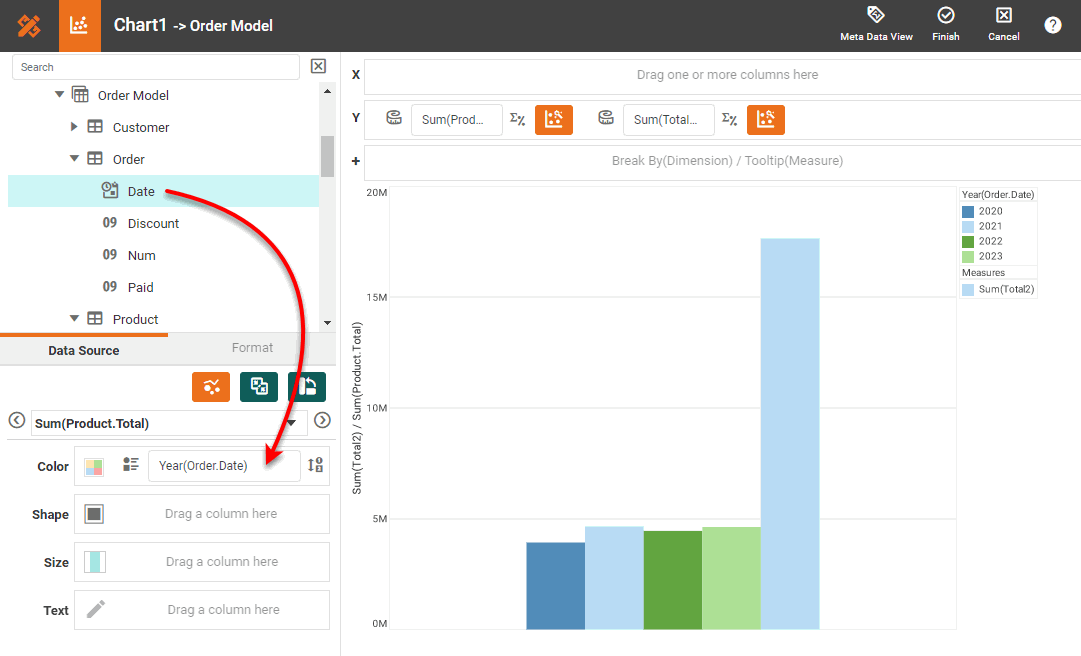 Chart1 -> Order Model
Meta Data View
Finish
Cancel
?
Search
Order Model
Customer
Order
Date
09 Discount
09 Num
09 Paid
Product
Data Source
Format
Sum(Product.Total)
Color
Year(Order.Date)
Shape
Drag a column here
Size
Drag a column here
Text
Drag a column here
X
Drag one or more columns here
Y
Sum(Prod...
Sum(Total...
+
Break By(Dimension) / Tooltip(Measure)
20M
15M
10M
5M
0M
Sum(Total2) / Sum(Product.Total)
Year(Order.Date)
2020
2021
2022
2023
Measures
Sum(Total2)